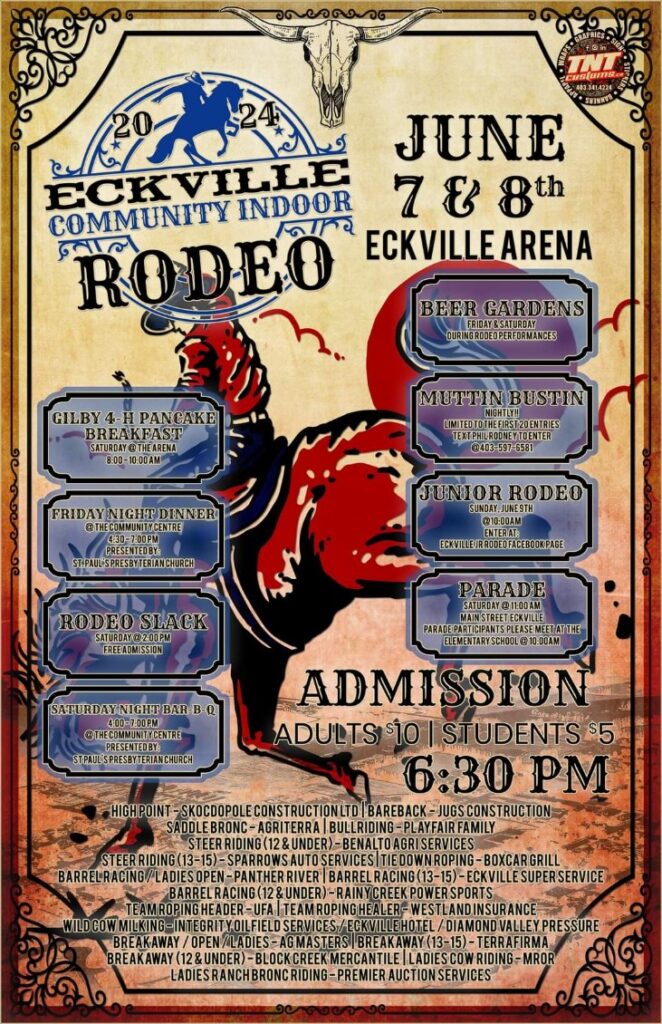 WRAPS • GRAPHICS • SIGNS • STICKERS • BANNERS • APPAREL
TNT
customs.ca
403.341.4224
2024
ECKVILLE
COMMUNITY INDOOR
RODEO
JUNE
7 & 8th
ECKVILLE ARENA
BEER GARDENS
FRIDAY & SATURDAY
DURING RODEO PERFORMANCES
MUTTIN BUSTIN
NIGHTLY!!
LIMITED TO THE FIRST 20 ENTRIES
TEXT PHIL RODNEY TO ENTER
@ 403-597-6581
JUNIOR RODEO
SUNDAY, JUNE 9TH
@ 10:00AM
ENTER AT:
ECKVILLE JR RODEO FACEBOOK PAGE
PARADE
SATURDAY @ 11:00 AM
MAIN STREET ECKVILLE
PARADE PARTICIPANTS PLEASE MEET AT THE
ELEMENTARY SCHOOL @ 10:00AM
GILBY 4-H PANCAKE
BREAKFAST
SATURDAY @ THE ARENA
8:00 - 10:00 AM
FRIDAY NIGHT DINNER
@ THE COMMUNITY CENTRE
4:30 - 7:00 PM
PRESENTED BY:
ST. PAUL'S PRESBYTERIAN CHURCH
RODEO SLACK
SATURDAY @ 2:00 PM
FREE ADMISSION
SATURDAY NIGHT BAR-B-Q
4:00 - 7:00 PM
@ THE COMMUNITY CENTRE
PRESENTED BY:
ST PAUL'S PRESBYTERIAN CHURCH
ADMISSION
ADULTS $10 | STUDENTS $5
6:30 PM
HIGH POINT - SKOCDOPOLE CONSTRUCTION LTD | BAREBACK - JUGS CONSTRUCTION
SADDLE BRONC - AGRITERRA | BULLRIDING - PLAYFAIR FAMILY
STEER RIDING (12 & UNDER) - BENALTO AGRI SERVICES
STEER RIDING (13-15) - SPARROWS AUTO SERVICES | TIE DOWN ROPING - BOXCAR GRILL
BARREL RACING / LADIES OPEN - PANTHER RIVER | BARREL RACING (13-15) - ECKVILLE SUPER SERVICE
BARREL RACING (12 & UNDER) - RAINY CREEK POWER SPORTS
TEAM ROPING HEADER - UFA | TEAM ROPING HEALER - WESTLAND INSURANCE
WILD COW MILKING - INTEGRITY OILFIELD SERVICES / ECKVILLE HOTEL / DIAMOND VALLEY PRESSURE
BREAKAWAY / OPEN / LADIES - AG MASTERS | BREAKAWAY (13-15) - TERRAFIRMA
BREAKAWAY (12 & UNDER) - BLOCK CREEK MERCANTILE | LADIES COW RIDING - MROR
LADIES RANCH BRONC RIDING - PREMIER AUCTION SERVICES